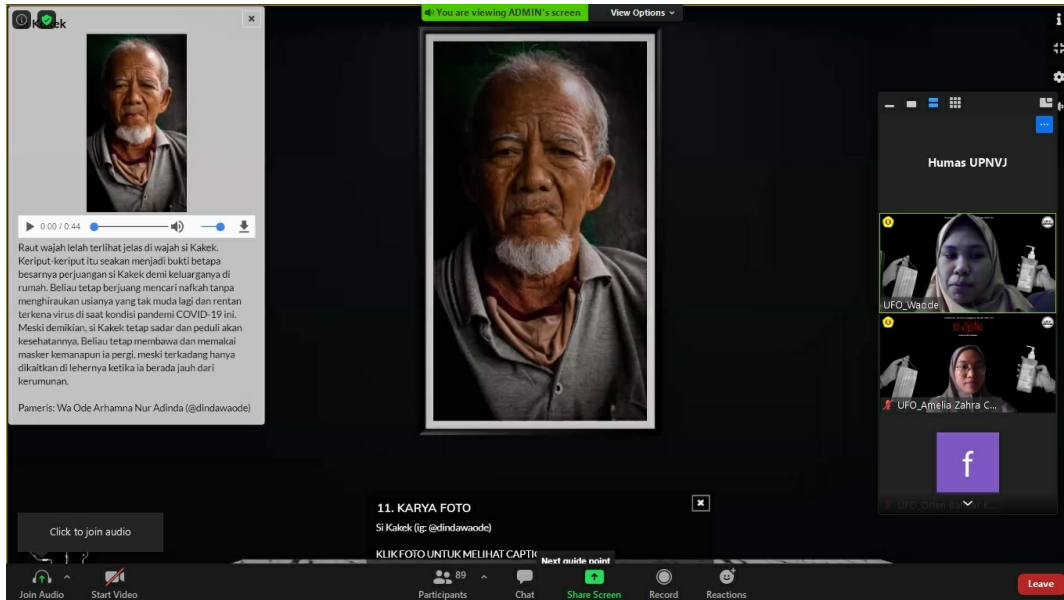 You are viewing ADMIN's screen
View Options
Kakek
0:00 / 0:44
Raut wajah lelah terlihat jelas di wajah si Kakek.
Keriput-keriput itu seakan menjadi bukti betapa
besarnya perjuangan si Kakek demi keluarganya di
rumah. Beliau tetap berjuang mencari nafkah tanpa
menghiraukan usianya yang tak muda lagi dan rentan
terkena virus di saat kondisi pandemi COVID-19 ini.
Meski demikian, si Kakek tetap sadar dan peduli akan
kesehatannya. Beliau tetap membawa dan memakai
masker kemanapun ia pergi, meski terkadang hanya
dikaitkan di lehernya ketika ia berada jauh dari
kerumunan.
Pameris: Wa Ode Arhamna Nur Adinda (@dindawaode)
Humas UPNVJ
UFO_Waode
UFO_Amelia Zahra C...
f
11. KARYA FOTO
Si Kakek (ig: @dindawaode)
KLIK FOTO UNTUK MELIHAT CAPTIO
Next guide point
Click to join audio
Join Audio
Start Video
89
Participants
Chat
Share Screen
Record
Reactions
Leave